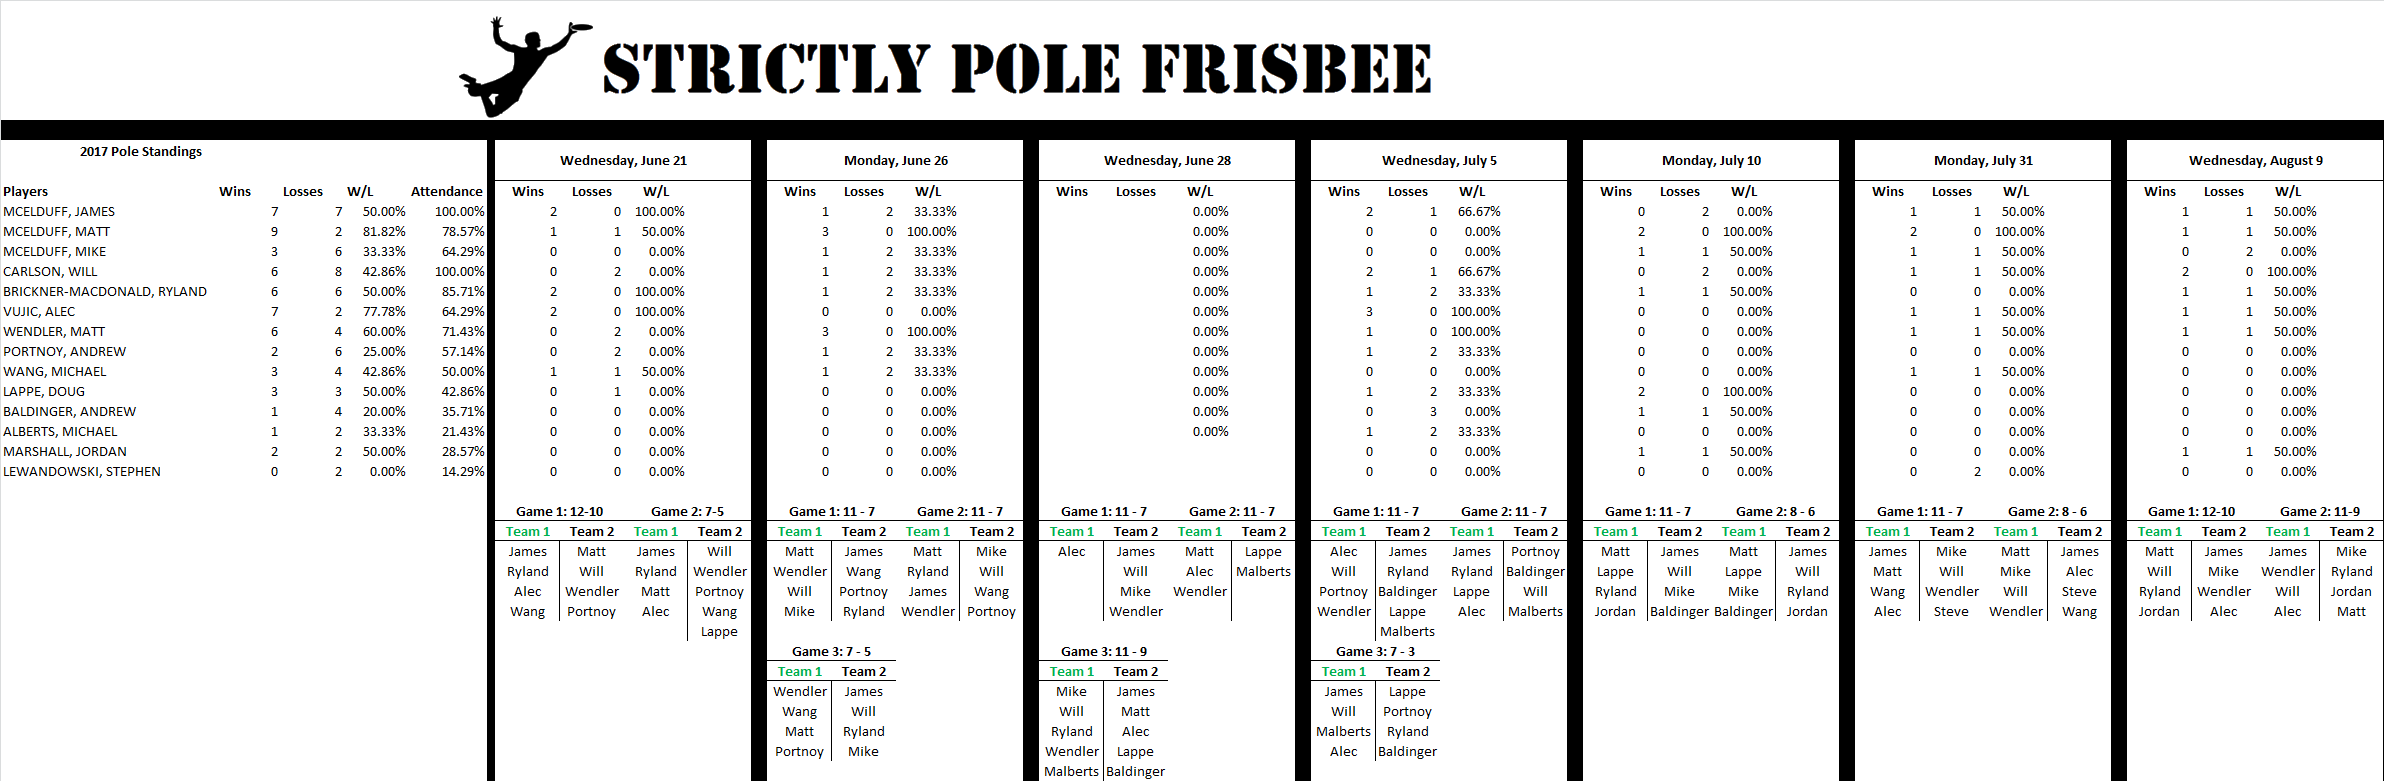 STRICTLY POLE FRISBEE
2017 Pole Standings
Wednesday, June 21 Monday, June 26 Wednesday, June 28 Wednesday, July 5 Monday, July 10 Monday, July 31 Wednesday, August 9
Players Wins Losses W/L Attendance Wins Losses W/L Wins Losses W/L Wins Losses W/L Wins Losses W/L Wins Losses W/L Wins Losses W/L Wins Losses W/L
MCELDUFF, JAMES 7 7 50.00% 100.00% 2 0 100.00% 1 2 33.33% 0.00% 2 1 66.67% 0 2 0.00% 1 1 50.00% 1 1 50.00%
MCELDUFF, MATT 9 2 81.82% 78.57% 1 1 50.00% 3 0 100.00% 0.00% 0 0 0.00% 2 0 100.00% 2 0 100.00% 1 1 50.00%
MCELDUFF, MIKE 3 6 33.33% 64.29% 0 0 0.00% 1 2 33.33% 0.00% 0 0 0.00% 1 1 50.00% 1 1 50.00% 0 2 0.00%
CARLSON, WILL 6 8 42.86% 100.00% 0 2 0.00% 1 2 33.33% 0.00% 2 1 66.67% 0 2 0.00% 1 1 50.00% 2 0 100.00%
BRICKNER-MACDONALD, RYLAND 6 6 50.00% 85.71% 2 0 100.00% 1 2 33.33% 0.00% 1 2 33.33% 1 1 50.00% 0 0 0.00% 1 1 50.00%
VUJIC, ALEC 7 2 77.78% 64.29% 2 0 100.00% 0 0 0.00% 0.00% 3 0 100.00% 0 0 0.00% 1 1 50.00% 1 1 50.00%
WENDLER, MATT 6 4 60.00% 71.43% 0 2 0.00% 3 0 100.00% 0.00% 1 0 100.00% 0 0 0.00% 1 1 50.00% 1 1 50.00%
PORTNOY, ANDREW 2 6 25.00% 57.14% 0 2 0.00% 1 2 33.33% 0.00% 1 2 33.33% 0 0 0.00% 0 0 0.00% 0 0 0.00%
WANG, MICHAEL 3 4 42.86% 50.00% 1 1 50.00% 1 2 33.33% 0.00% 0 0 0.00% 0 0 0.00% 1 1 50.00% 0 0 0.00%
LAPPE, DOUG 3 3 50.00% 42.86% 0 1 0.00% 0 0 0.00% 0.00% 1 2 33.33% 2 0 100.00% 0 0 0.00% 0 0 0.00%
BALDINGER, ANDREW 1 4 20.00% 35.71% 0 0 0.00% 0 0 0.00% 0.00% 0 3 0.00% 1 1 50.00% 0 0 0.00% 0 0 0.00%
ALBERTS, MICHAEL 1 2 33.33% 21.43% 0 0 0.00% 0 0 0.00% 0.00% 1 2 33.33% 0 0 0.00% 0 0 0.00% 0 0 0.00%
MARSHALL, JORDAN 2 2 50.00% 28.57% 0 0 0.00% 0 0 0.00% 0 0 0.00% 1 1 50.00% 0 0 0.00% 1 1 50.00%
LEWANDOWSKI, STEPHEN 0 2 0.00% 14.29% 0 0 0.00% 0 0 0.00% 0 0 0.00% 0 0 0.00% 0 2 0.00% 0 0 0.00%
Game 1: 12-10 Game 2: 7-5 Game 1: 11 - 7 Game 2: 11 - 7 Game 1: 11 - 7 Game 2: 11 - 7 Game 1: 11 - 7 Game 2: 11 - 7 Game 1: 11 - 7 Game 2: 8 - 6 Game 1: 11 - 7 Game 2: 8 - 6 Game 1: 12-10 Game 2: 11-9
Team 1 Team 2 Team 1 Team 2 Team 1 Team 2 Team 1 Team 2 Team 1 Team 2 Team 1 Team 2 Team 1 Team 2 Team 1 Team 2 Team 1 Team 2 Team 1 Team 2 Team 1 Team 2 Team 1 Team 2 Team 1 Team 2 Team 1 Team 2
James Matt James Will Matt James Matt Mike Alec James Matt Lappe Alec James James Portnoy Matt James Matt James James Mike Matt James Matt James James Mike
Ryland Will Ryland Wendler Wendler Wang Ryland Will Will Alec Malberts Will Ryland Ryland Baldinger Lappe Will Lappe Will Matt Will Mike Alec Will Mike Wendler Ryland
Alec Wendler Matt Portnoy Will Portnoy James Wang Mike Wendler Portnoy Baldinger Lappe Will Ryland Mike Mike Ryland Wang Wendler Will Steve Ryland Wendler Will Jordan
Wang Portnoy Alec Wang Mike Ryland Wendler Portnoy Wendler Wendler Lappe Alec Malberts Jordan Baldinger Baldinger Jordan Alec Steve Wendler Wang Jordan Alec Alec Matt
Lappe Malberts
Game 3: 7 - 5 Game 3: 11 - 9 Game 3: 7 - 3
Team 1 Team 2 Team 1 Team 2 Team 1 Team 2
Wendler James Mike James James Lappe
Wang Will Will Matt Will Portnoy
Matt Ryland Ryland Alec Malberts Ryland
Portnoy Mike Wendler Lappe Alec Baldinger
Malberts Baldinger